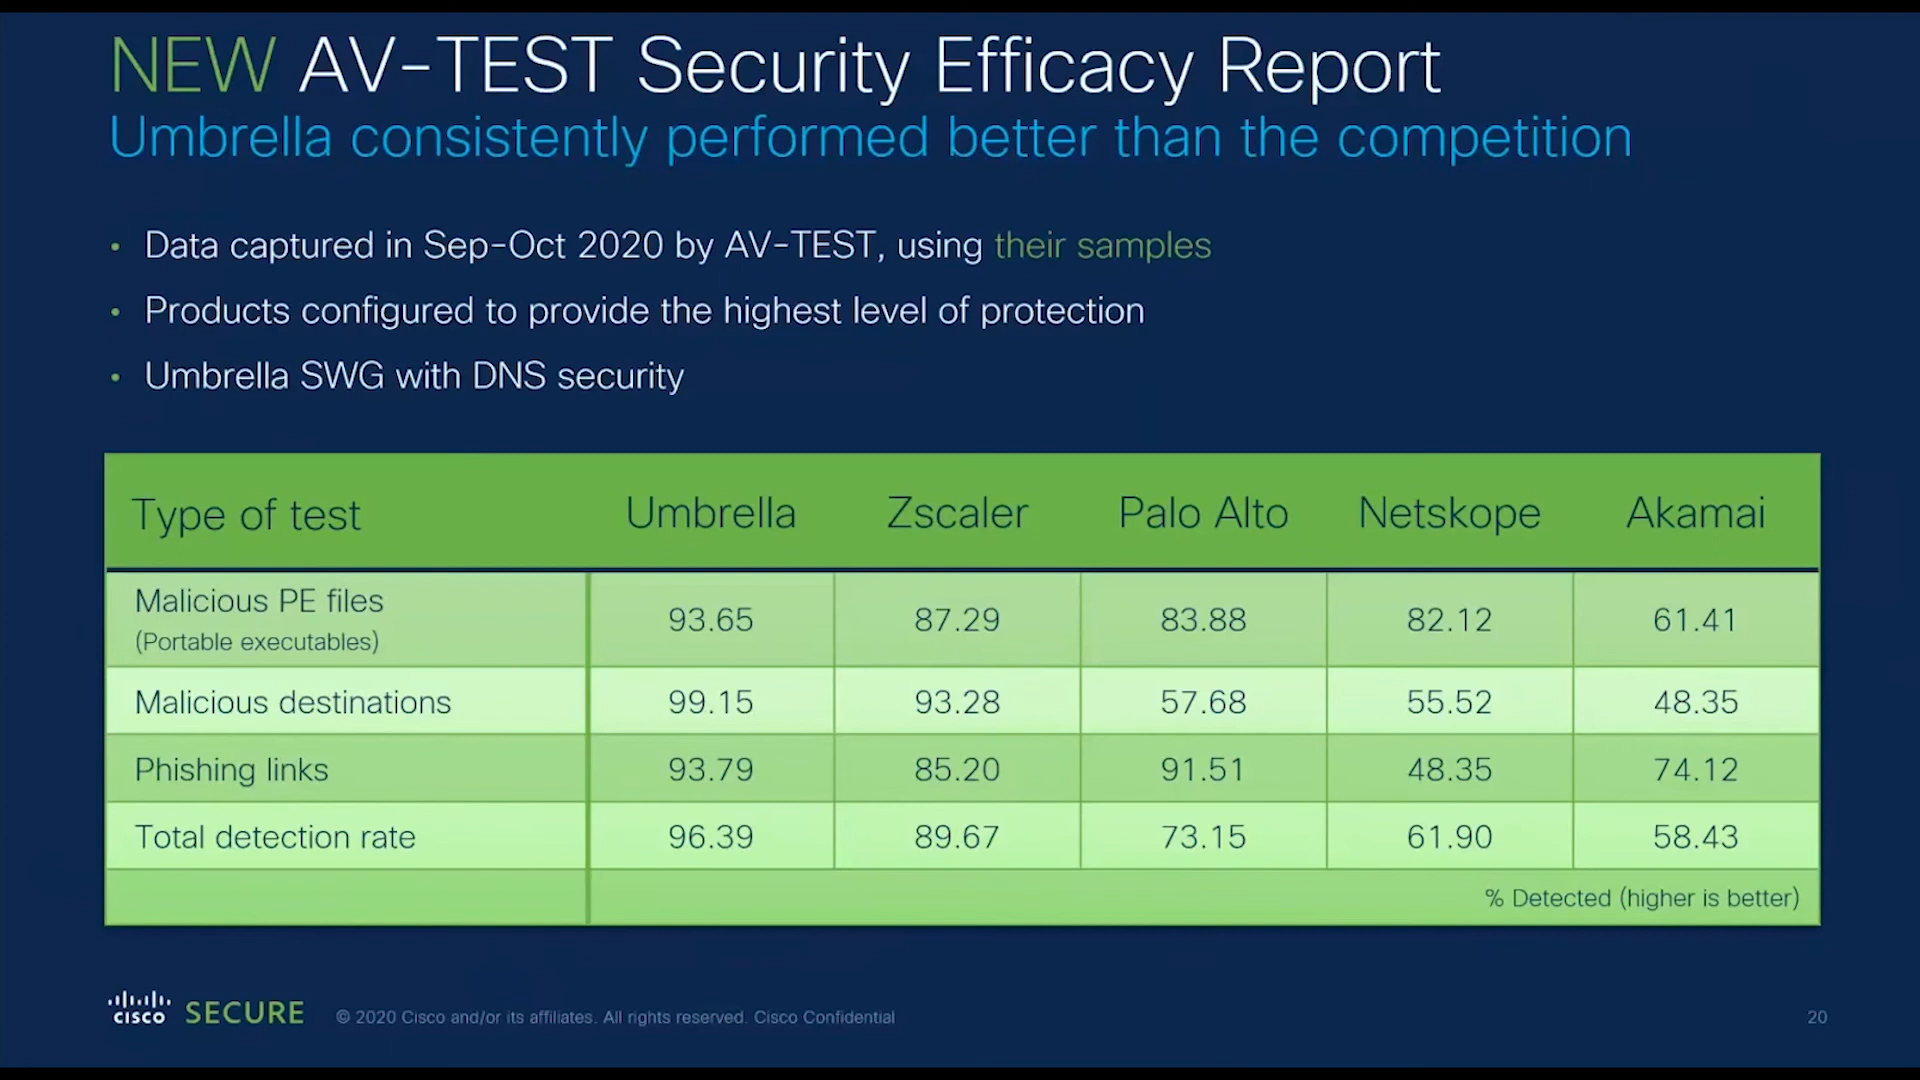 NEW AV-TEST Security Efficacy Report
Umbrella consistently performed better than the competition
• Data captured in Sep-Oct 2020 by AV-TEST, using their samples
• Products configured to provide the highest level of protection
• Umbrella SWG with DNS security
Type of test Umbrella Zscaler Palo Alto Netskope Akamai
Malicious PE files
(Portable executables) 93.65 87.29 83.88 82.12 61.41
Malicious destinations 99.15 93.28 57.68 55.52 48.35
Phishing links 93.79 85.20 91.51 48.35 74.12
Total detection rate 96.39 89.67 73.15 61.90 58.43
% Detected (higher is better)
CISCO SECURE © 2020 Cisco and/or its affiliates. All rights reserved. Cisco Confidential 20